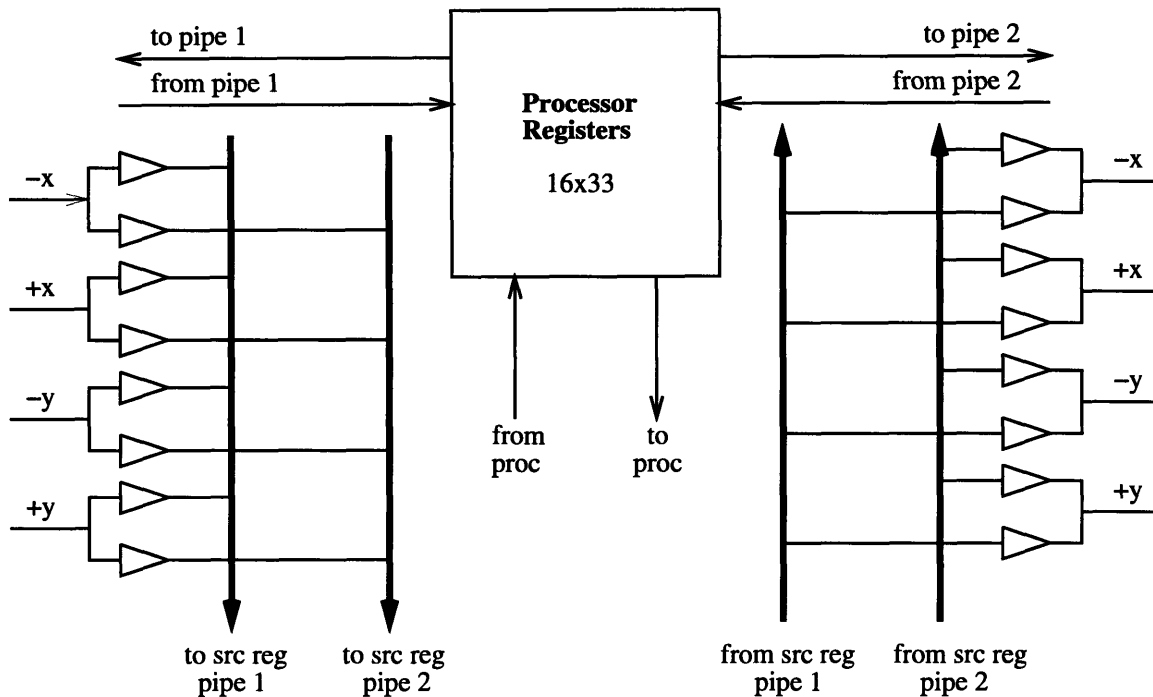 to pipe 1
to pipe 2
from pipe 1
from pipe 2
Processor
Registers
16x33
−x
+x
−y
+y
−x
+x
−y
+y
from
proc
to
proc
to src reg
pipe 1
to src reg
pipe 2
from src reg
pipe 1
from src reg
pipe 2